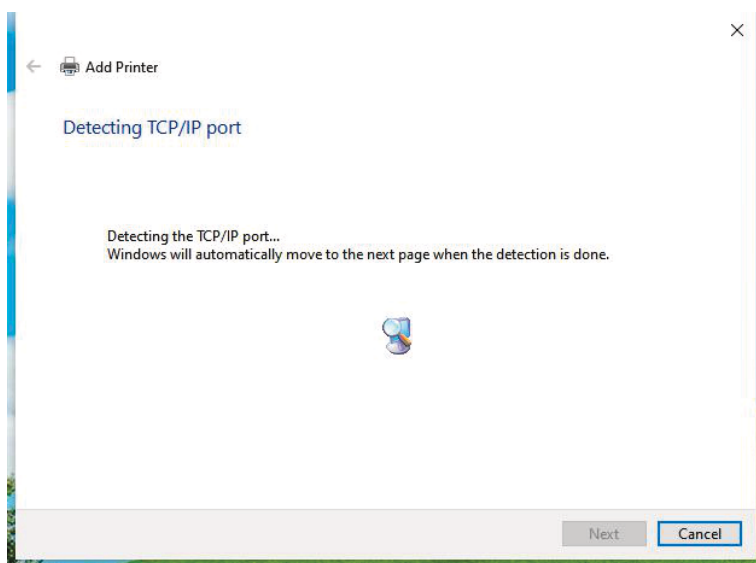 Add Printer
Detecting TCP/IP port
Detecting the TCP/IP port...
Windows will automatically move to the next page when the detection is done.
Next
Cancel